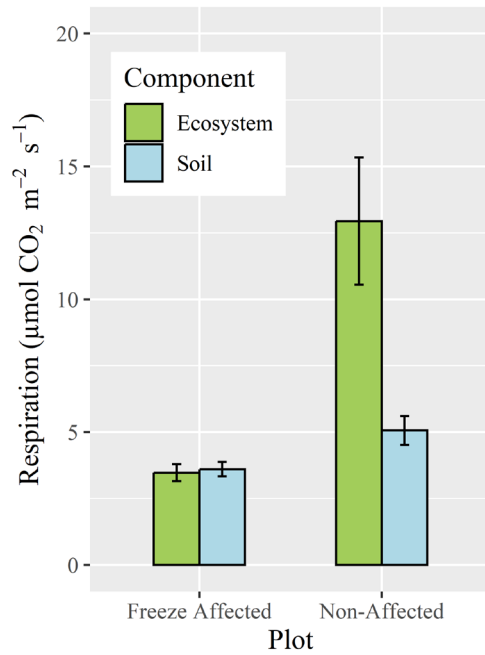 20
15
10
5
0
Respiration (μmol CO₂ m⁻² s⁻¹)
Component
Ecosystem
Soil
Freeze Affected
Non-Affected
Plot